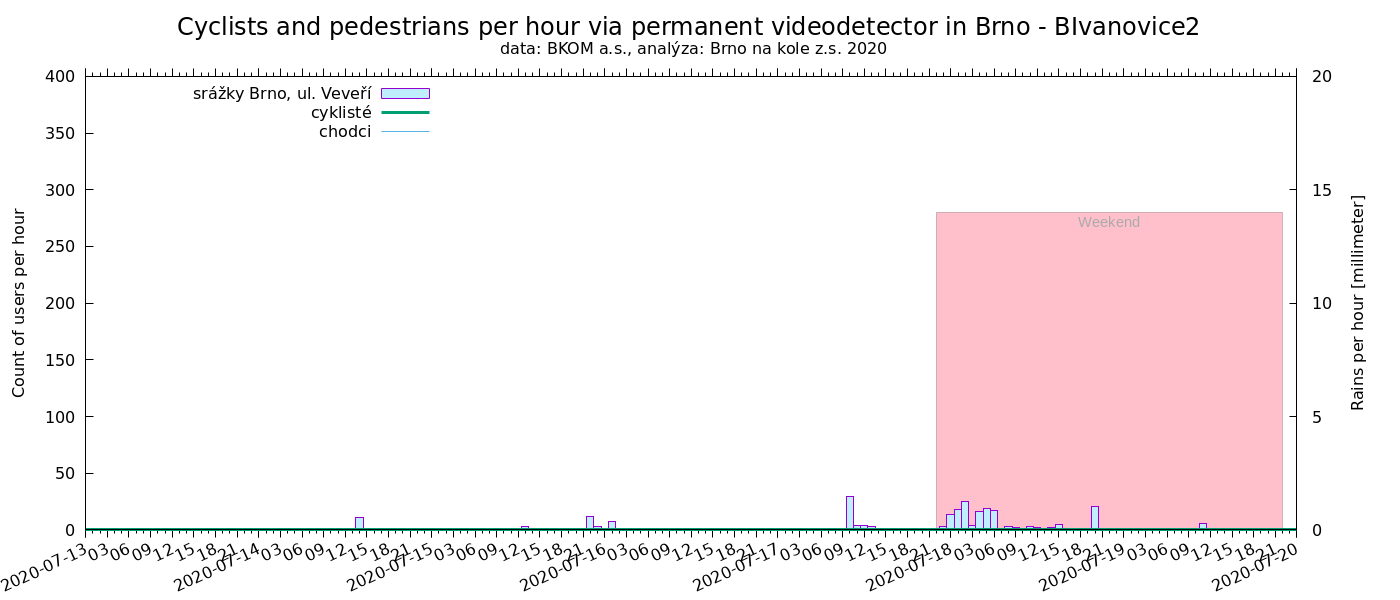 Cyclists and pedestrians per hour via permanent videodetector in Brno - BIvanovice2
data: BKOM a.s., analýza: Brno na kole z.s. 2020
srážky Brno, ul. Veveří
cyklisté
chodci
Weekend
Count of users per hour
400
350
300
250
200
150
100
50
0
Rains per hour [millimeter]
20
15
10
5
0
2020-07-13 03 06 09 12 15 18 21 2020-07-14 03 06 09 12 15 18 21 2020-07-15 03 06 09 12 15 18 21 2020-07-16 03 06 09 12 15 18 21 2020-07-17 03 06 09 12 15 18 21 2020-07-18 03 06 09 12 15 18 21 2020-07-19 03 06 09 12 15 18 21 2020-07-20